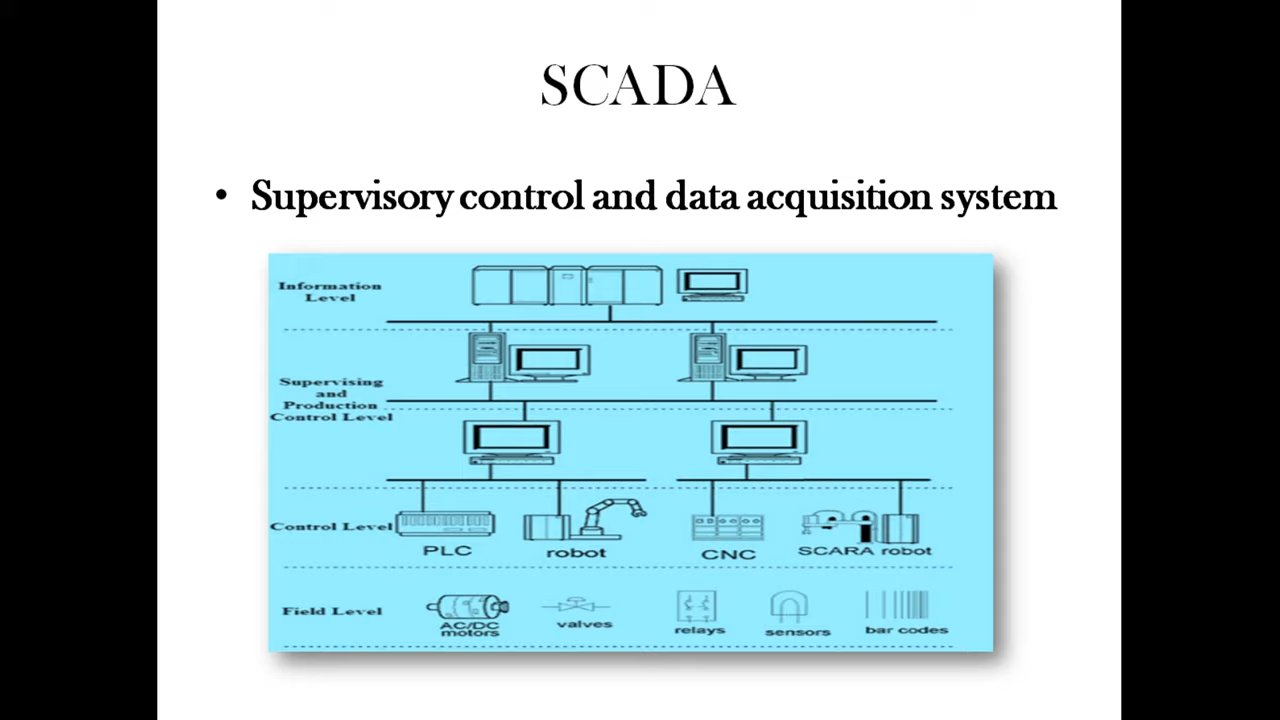 SCADA
• Supervisory control and data acquisition system
Information
Level
Supervising
and
Production
Control Level
Control Level
PLC
robot
CNC
SCARA robot
Field Level
AC/DC
motors
valves
relays
sensors
bar codes